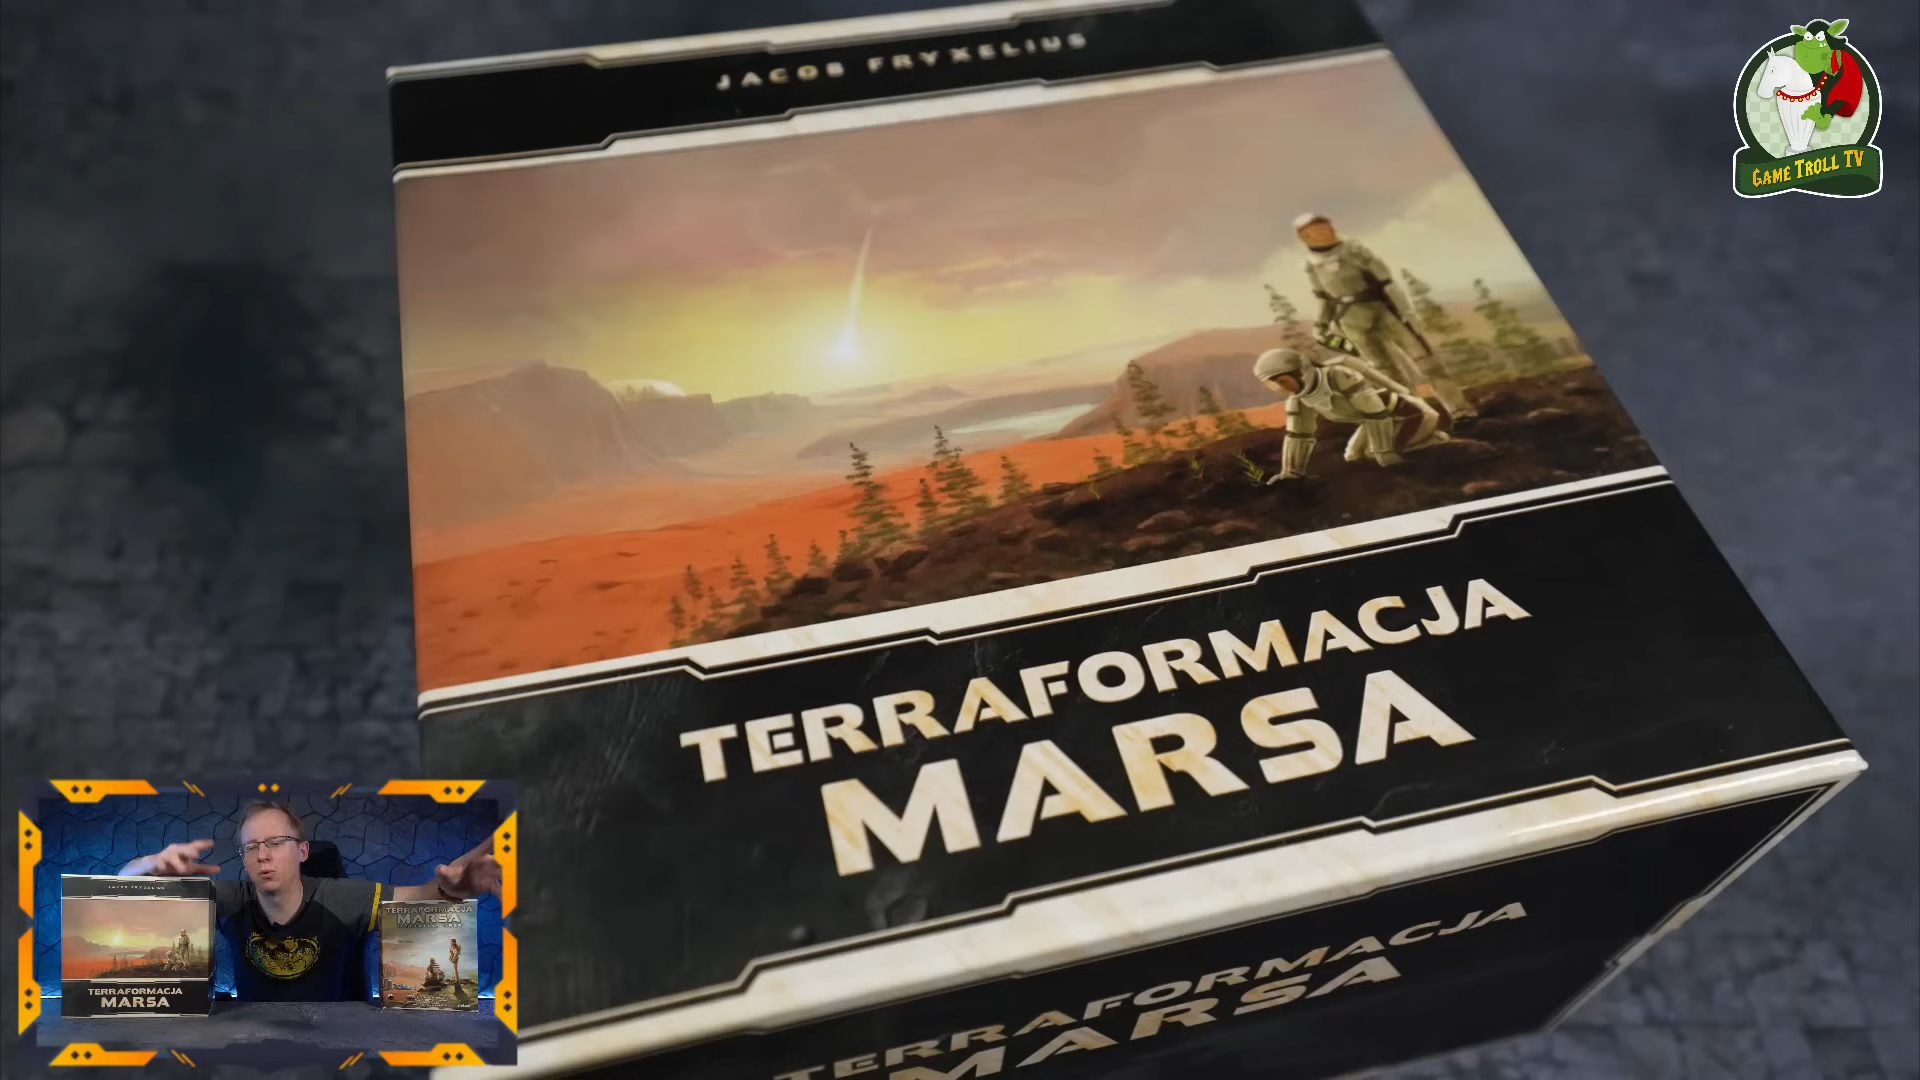 JACOB FRYXELIUS
GAME TROLL TV
TERRAFORMACJA
MARSA
TERRAFORMACJA
MARSA
JACOB FRYXELIUS
TERRAFORMACJA
MARSA
TERRAFORMACJA
MARSA